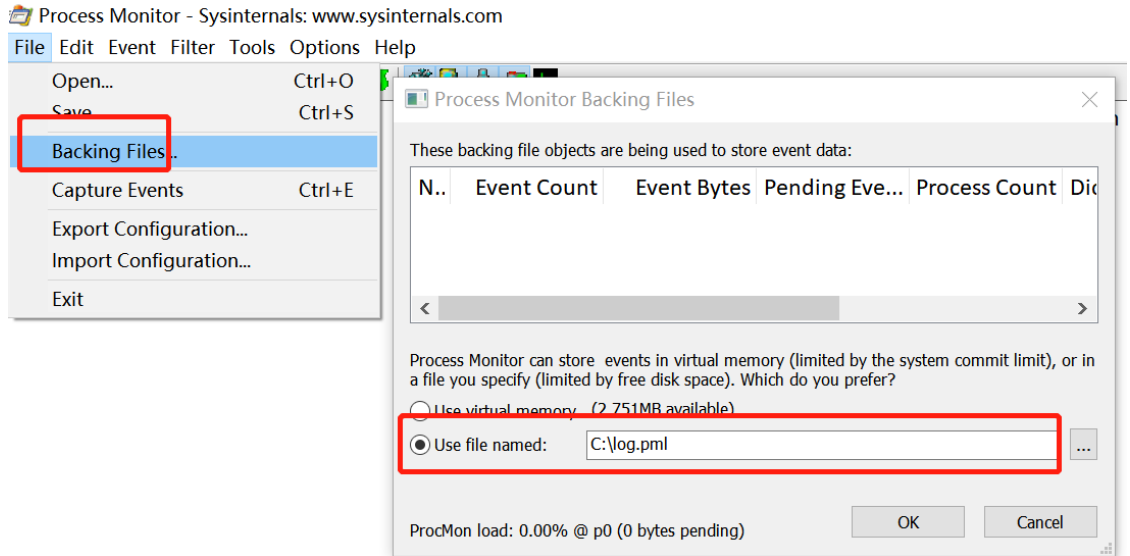 Process Monitor - Sysinternals: www.sysinternals.com
File Edit Event Filter Tools Options Help
Open... Ctrl+O
Save Ctrl+S
Backing Files...
Capture Events Ctrl+E
Export Configuration...
Import Configuration...
Exit
Process Monitor Backing Files
These backing file objects are being used to store event data:
N.. Event Count Event Bytes Pending Eve... Process Count Dic
Process Monitor can store events in virtual memory (limited by the system commit limit), or in
a file you specify (limited by free disk space). Which do you prefer?
Use virtual memory (2,751MB available)
Use file named: C:\log.pml
...
ProcMon load: 0.00% @ p0 (0 bytes pending)
OK Cancel